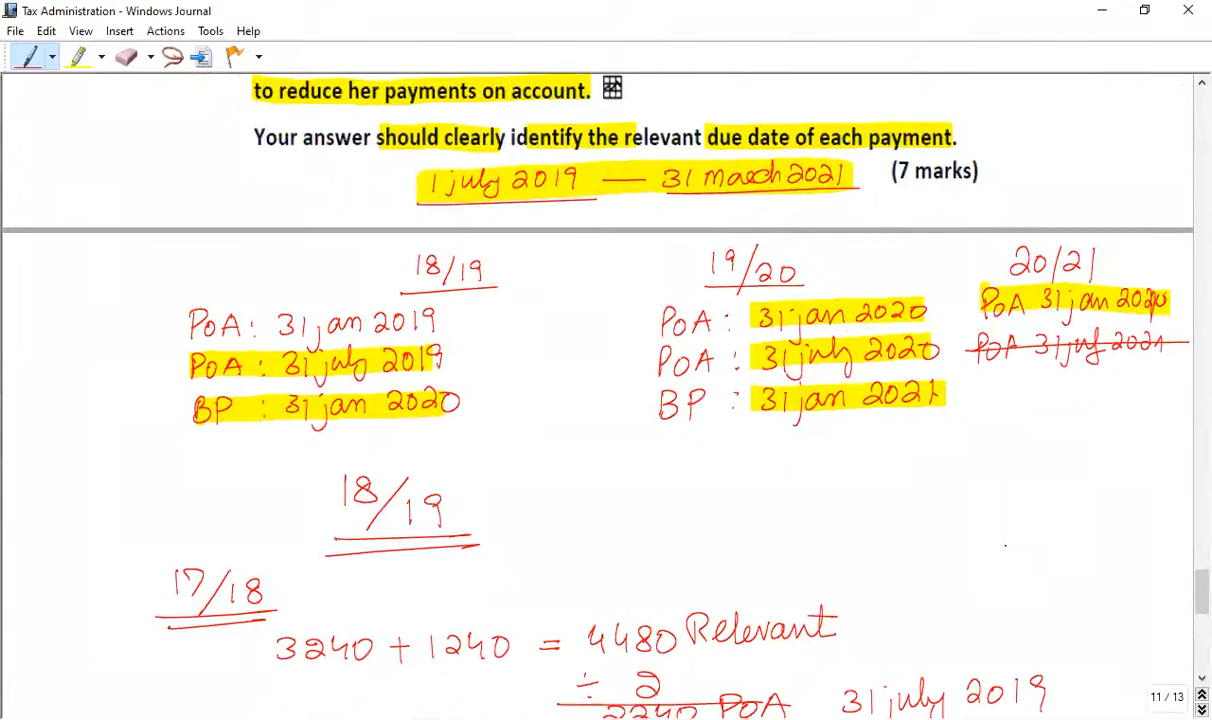 Tax Administration - Windows Journal
File Edit View Insert Actions Tools Help
to reduce her payments on account.
Your answer should clearly identify the relevant due date of each payment.
1 july 2019 — 31 march 2021 (7 marks)
18/19
PoA : 31 jan 2019
PoA : 31 july 2019
BP : 31 jan 2020
19/20
PoA : 31 jan 2020
PoA : 31 july 2020
BP : 31 jan 2021
20/21
PoA 31 jan 2020
PoA 31 july 2021
18/19
17/18
3240 + 1240 = 4480 Relevant
÷ 2
2240 PoA 31 july 2019
11 / 13